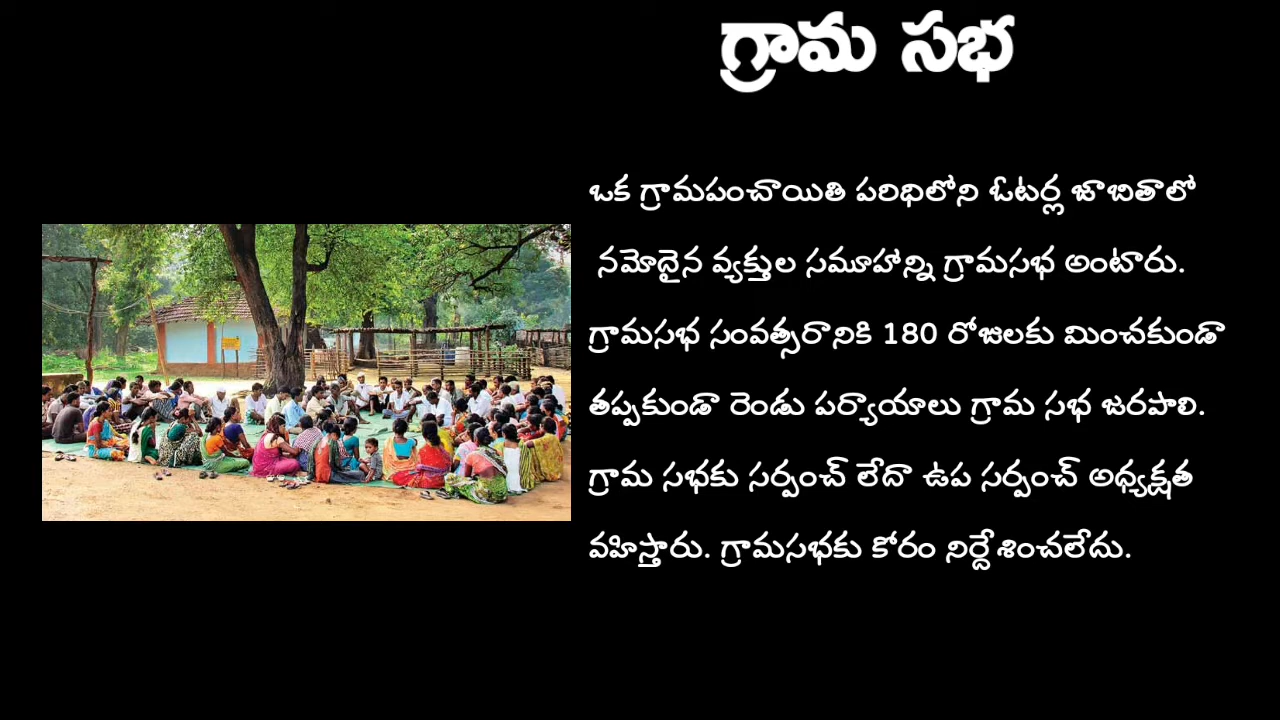 గ్రామ సభ
ఒక గ్రామపంచాయితి పరిధిలోని ఓటర్ల జాబితాలో
నమోదైన వ్యక్తుల సమూహాన్ని గ్రామసభ అంటారు.
గ్రామసభ సంవత్సరానికి 180 రోజులకు మించకుండా
తప్పకుండా రెండు పర్యాయాలు గ్రామ సభ జరపాలి.
గ్రామ సభకు సర్పంచ్ లేదా ఉప సర్పంచ్ అధ్యక్షత
వహిస్తారు. గ్రామసభకు కోరం నిర్దేశించలేదు.